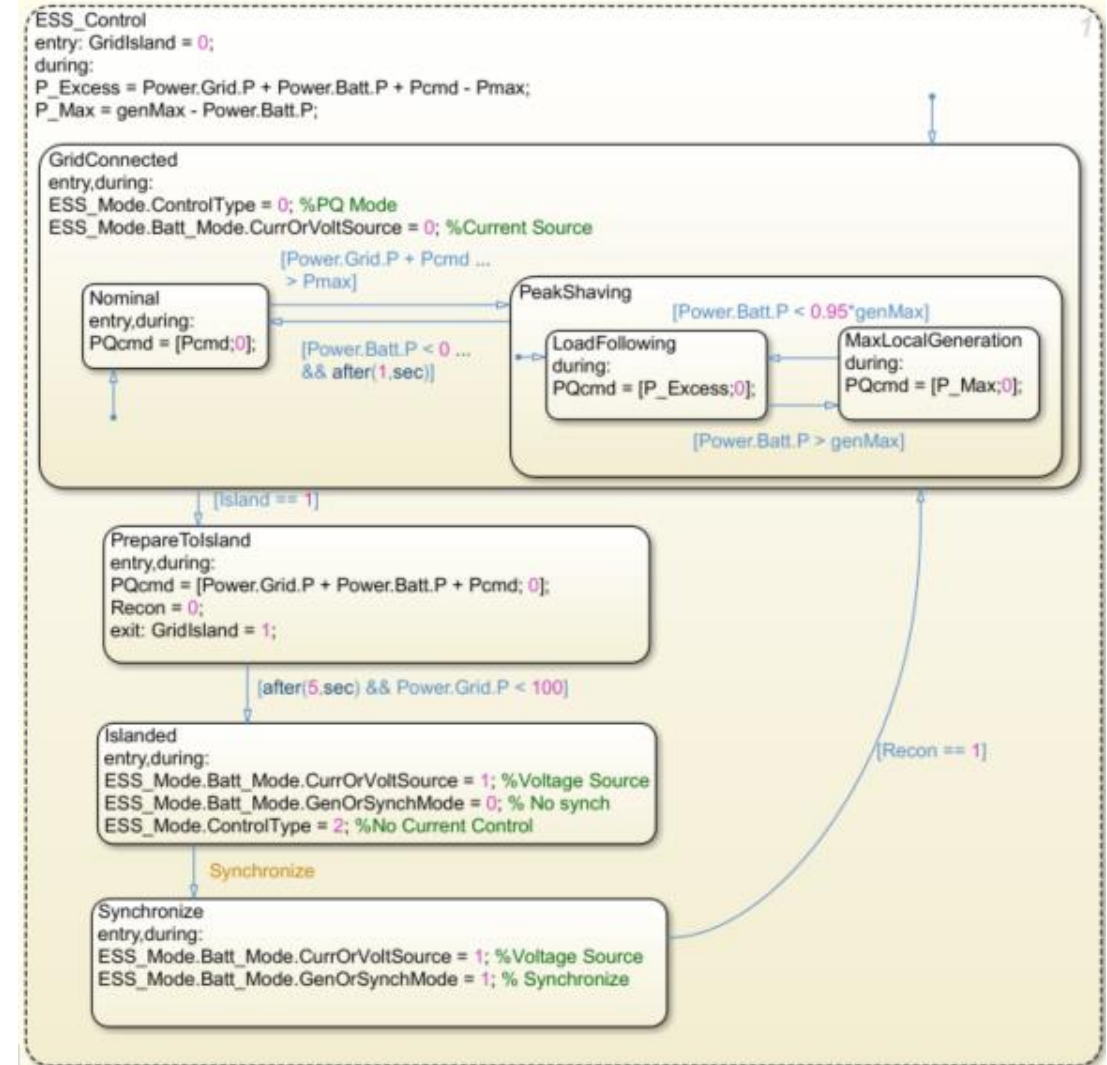 ESS_Control
1
entry: GridIsland = 0;
during:
P_Excess = Power.Grid.P + Power.Batt.P + Pcmd - Pmax;
P_Max = genMax - Power.Batt.P;
GridConnected
entry,during:
ESS_Mode.ControlType = 0; %PQ Mode
ESS_Mode.Batt_Mode.CurrOrVoltSource = 0; %Current Source
[Power.Grid.P + Pcmd ...
> Pmax]
Nominal
entry,during:
PQcmd = [Pcmd;0];
[Power.Batt.P < 0 ...
&& after(1,sec)]
PeakShaving
[Power.Batt.P < 0.95*genMax]
LoadFollowing
during:
PQcmd = [P_Excess;0];
MaxLocalGeneration
during:
PQcmd = [P_Max;0];
[Power.Batt.P > genMax]
[Island == 1]
PrepareToIsland
entry,during:
PQcmd = [Power.Grid.P + Power.Batt.P + Pcmd; 0];
Recon = 0;
exit: GridIsland = 1;
[after(5,sec) && Power.Grid.P < 100]
Islanded
entry,during:
ESS_Mode.Batt_Mode.CurrOrVoltSource = 1; %Voltage Source
ESS_Mode.Batt_Mode.GenOrSynchMode = 0; % No synch
ESS_Mode.ControlType = 2; %No Current Control
[Recon == 1]
Synchronize
Synchronize
entry,during:
ESS_Mode.Batt_Mode.CurrOrVoltSource = 1; %Voltage Source
ESS_Mode.Batt_Mode.GenOrSynchMode = 1; % Synchronize